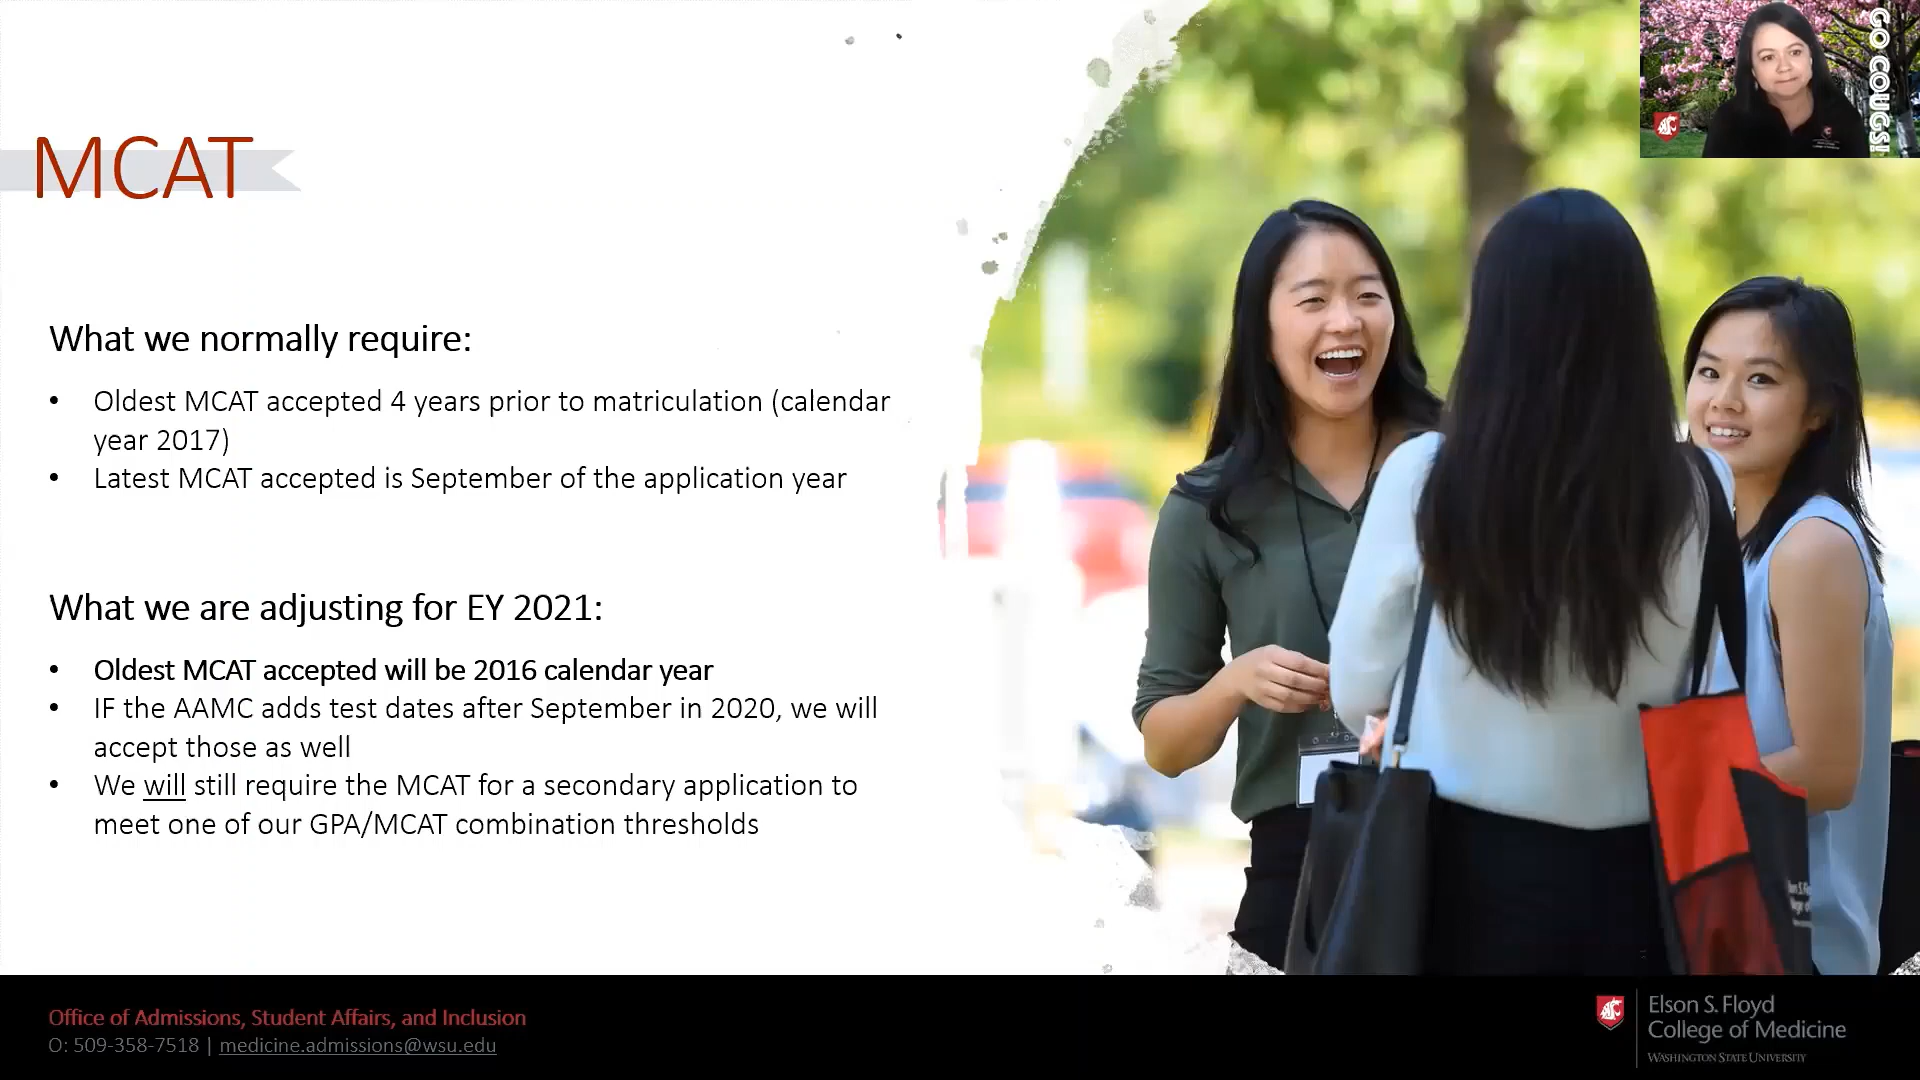 GO COUGS!
MCAT
What we normally require:
• Oldest MCAT accepted 4 years prior to matriculation (calendar
year 2017)
• Latest MCAT accepted is September of the application year
What we are adjusting for EY 2021:
• Oldest MCAT accepted will be 2016 calendar year
• IF the AAMC adds test dates after September in 2020, we will
accept those as well
• We will still require the MCAT for a secondary application to
meet one of our GPA/MCAT combination thresholds
Office of Admissions, Student Affairs, and Inclusion
O: 509-358-7518 | medicine.admissions@wsu.edu
Elson S. Floyd
College of Medicine
WASHINGTON STATE UNIVERSITY